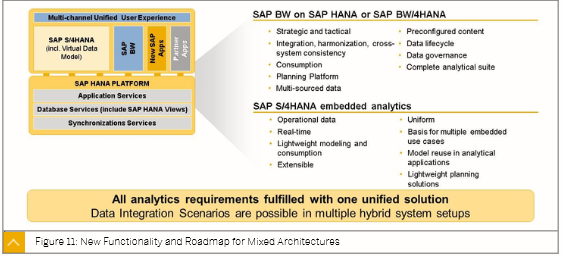 Multi-channel Unified User Experience
SAP S/4HANA
(incl. Virtual Data
Model)
SAP
BW
New SAP
Apps
Partner
Apps
SAP HANA PLATFORM
Application Services
Database Services (include SAP HANA Views)
Synchronizations Services
SAP BW on SAP HANA or SAP BW/4HANA
• Strategic and tactical
• Integration, harmonization, cross-
system consistency
• Consumption
• Planning Platform
• Multi-sourced data
• Preconfigured content
• Data lifecycle
• Data governance
• Complete analytical suite
SAP S/4HANA embedded analytics
• Operational data
• Real-time
• Lightweight modeling and
consumption
• Extensible
• Uniform
• Basis for multiple embedded
use cases
• Model reuse in analytical
applications
• Lightweight planning
solutions
All analytics requirements fulfilled with one unified solution
Data Integration Scenarios are possible in multiple hybrid system setups
Figure 11: New Functionality and Roadmap for Mixed Architectures